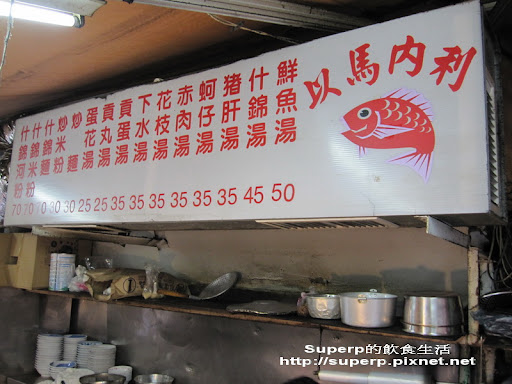 以馬內利
鮮魚湯 50
什錦湯 45
猪肝湯 35
蚵仔湯 35
赤肉湯 35
花枝湯 35
下水湯 35
貢蛋湯 35
貢丸湯 25
蛋花湯 25
炒麵 30
炒米粉 30
什錦麵 70
什錦米粉 70
什錦河粉 70
Superp的飲食生活
http://superp.pixnet.net